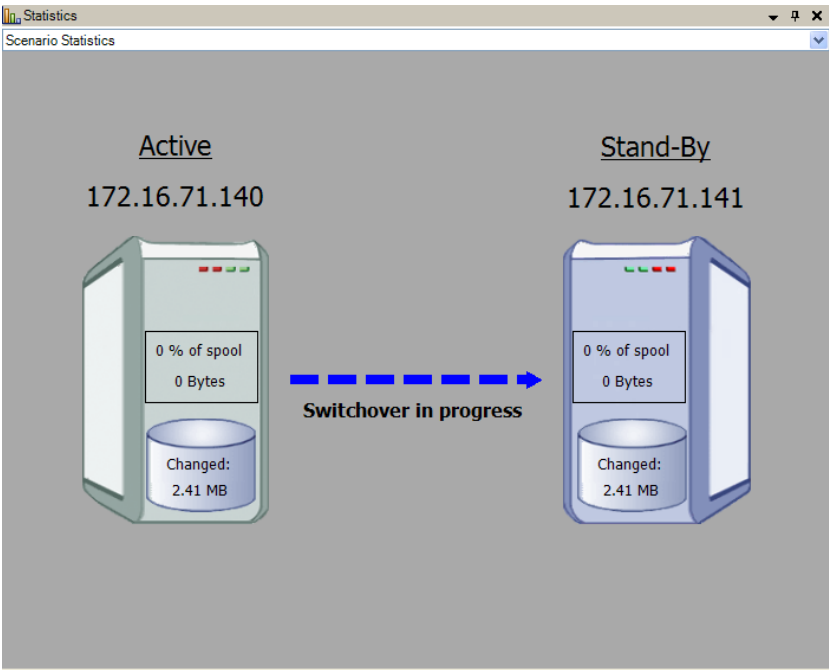 Statistics
Scenario Statistics
Active
Stand-By
172.16.71.140
172.16.71.141
0 % of spool
0 Bytes
0 % of spool
0 Bytes
Switchover in progress
Changed:
2.41 MB
Changed:
2.41 MB